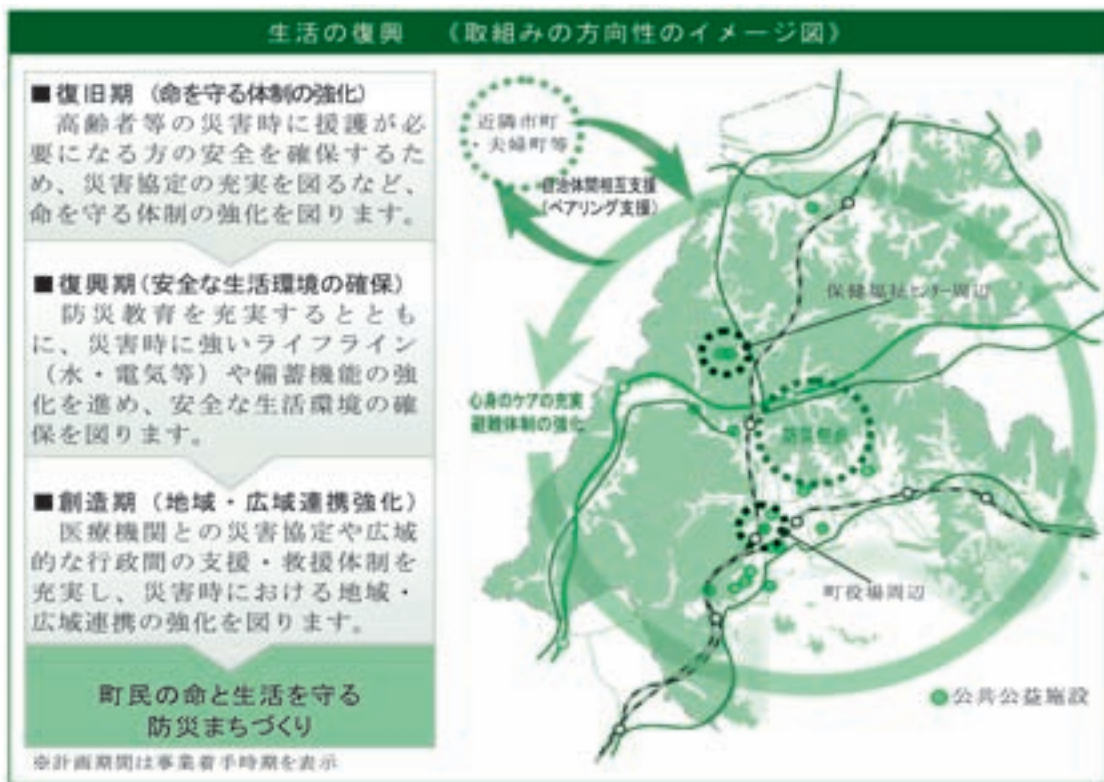 生活の復興 《取組みの方向性のイメージ図》
■復旧期（命を守る体制の強化）
高齢者等の災害時に援護が必
要になる方の安全を確保するた
め、災害協定の充実を図るなど、
命を守る体制の強化を図ります。
■復興期（安全な生活環境の確保）
防災教育を充実するととも
に、災害時に強いライフライン
（水・電気等）や備蓄機能の強
化を進め、安全な生活環境の確
保を図ります。
■創造期（地域・広域連携強化）
医療機関との災害協定や広域
的な行政間の支援・救援体制を
充実し、災害時における地域・
広域連携の強化を図ります。
町民の命と生活を守る
防災まちづくり
※計画期間は事業着手時期を表示
近隣市町
・夫婦町等
自治体間相互支援
（ペアリング支援）
保健福祉センター周辺
心身のケアの充実
避難体制の強化
防災拠点
町役場周辺
●公共公益施設